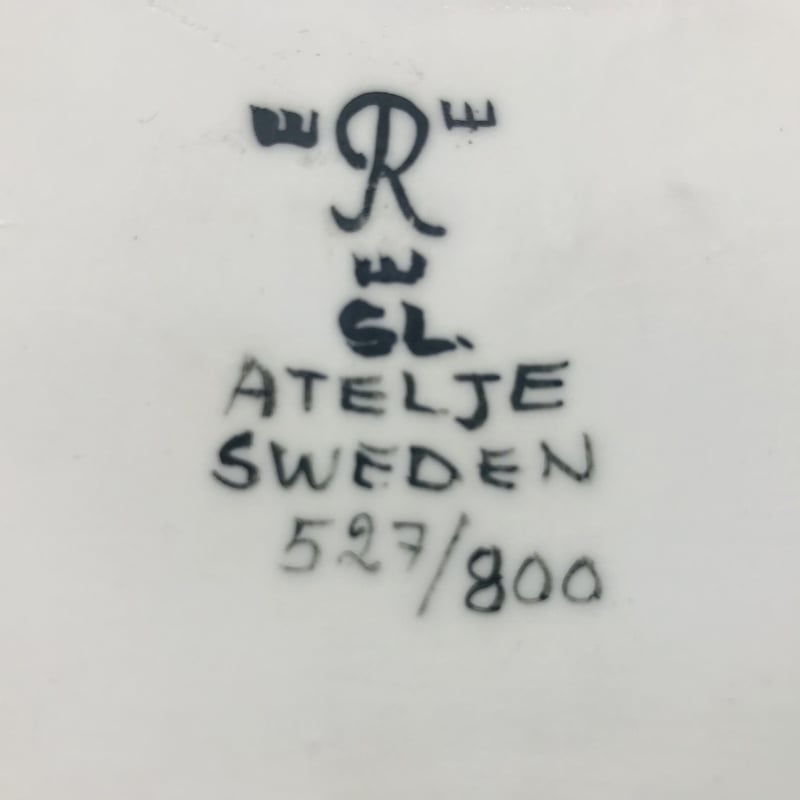 E R E
E
SL.
ATELJE
SWEDEN
527/800